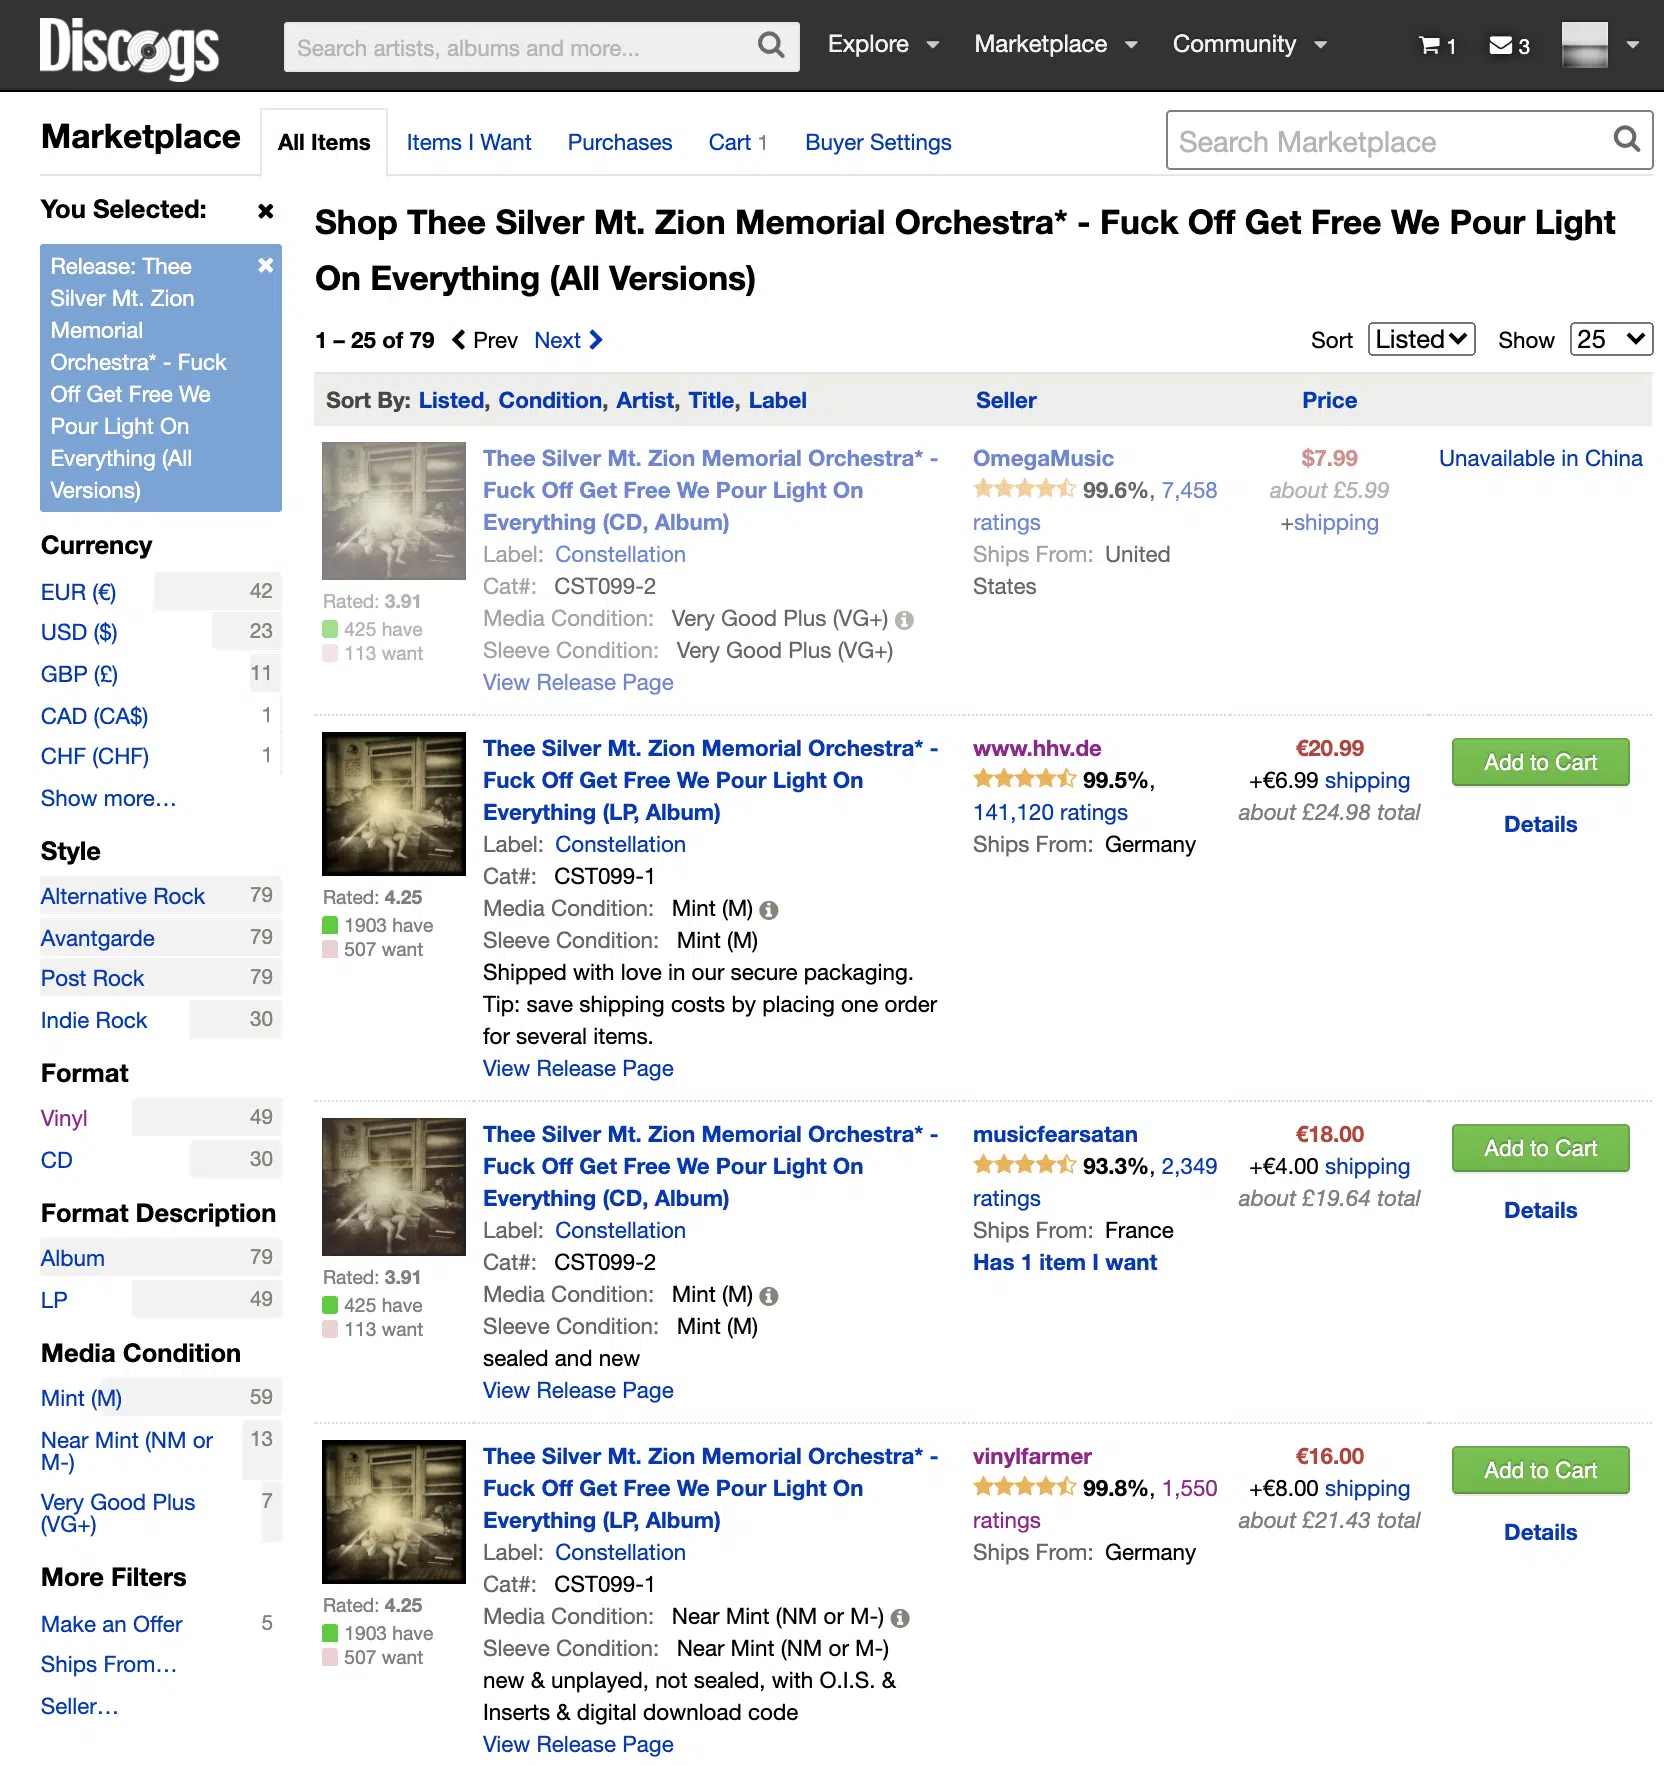 Discogs
Search artists, albums and more...
Explore
Marketplace
Community
1
3
Marketplace
All Items
Items I Want
Purchases
Cart 1
Buyer Settings
Search Marketplace
You Selected:
Release: Thee
Silver Mt. Zion
Memorial
Orchestra* - Fuck
Off Get Free We
Pour Light On
Everything (All
Versions)
Currency
EUR (€) 42
USD ($) 23
GBP (£) 11
CAD (CA$) 1
CHF (CHF) 1
Show more…
Style
Alternative Rock 79
Avantgarde 79
Post Rock 79
Indie Rock 30
Format
Vinyl 49
CD 30
Format Description
Album 79
LP 49
Media Condition
Mint (M) 59
Near Mint (NM or 13
M-)
Very Good Plus 7
(VG+)
More Filters
Make an Offer 5
Ships From…
Seller…
Shop Thee Silver Mt. Zion Memorial Orchestra* - Fuck Off Get Free We Pour Light
On Everything (All Versions)
1 – 25 of 79 Prev Next
Sort Listed Show 25
Sort By: Listed, Condition, Artist, Title, Label
Seller
Price
Rated: 3.91
425 have
113 want
Thee Silver Mt. Zion Memorial Orchestra* -
Fuck Off Get Free We Pour Light On
Everything (CD, Album)
Label: Constellation
Cat#: CST099-2
Media Condition: Very Good Plus (VG+)
Sleeve Condition: Very Good Plus (VG+)
View Release Page
OmegaMusic
99.6%, 7,458
ratings
Ships From: United
States
$7.99
about £5.99
+shipping
Unavailable in China
Rated: 4.25
1903 have
507 want
Thee Silver Mt. Zion Memorial Orchestra* -
Fuck Off Get Free We Pour Light On
Everything (LP, Album)
Label: Constellation
Cat#: CST099-1
Media Condition: Mint (M)
Sleeve Condition: Mint (M)
Shipped with love in our secure packaging.
Tip: save shipping costs by placing one order
for several items.
View Release Page
www.hhv.de
99.5%,
141,120 ratings
Ships From: Germany
€20.99
+€6.99 shipping
about £24.98 total
Add to Cart
Details
Rated: 3.91
425 have
113 want
Thee Silver Mt. Zion Memorial Orchestra* -
Fuck Off Get Free We Pour Light On
Everything (CD, Album)
Label: Constellation
Cat#: CST099-2
Media Condition: Mint (M)
Sleeve Condition: Mint (M)
sealed and new
View Release Page
musicfearsatan
93.3%, 2,349
ratings
Ships From: France
Has 1 item I want
€18.00
+€4.00 shipping
about £19.64 total
Add to Cart
Details
Rated: 4.25
1903 have
507 want
Thee Silver Mt. Zion Memorial Orchestra* -
Fuck Off Get Free We Pour Light On
Everything (LP, Album)
Label: Constellation
Cat#: CST099-1
Media Condition: Near Mint (NM or M-)
Sleeve Condition: Near Mint (NM or M-)
new & unplayed, not sealed, with O.I.S. &
Inserts & digital download code
View Release Page
vinylfarmer
99.8%, 1,550
ratings
Ships From: Germany
€16.00
+€8.00 shipping
about £21.43 total
Add to Cart
Details